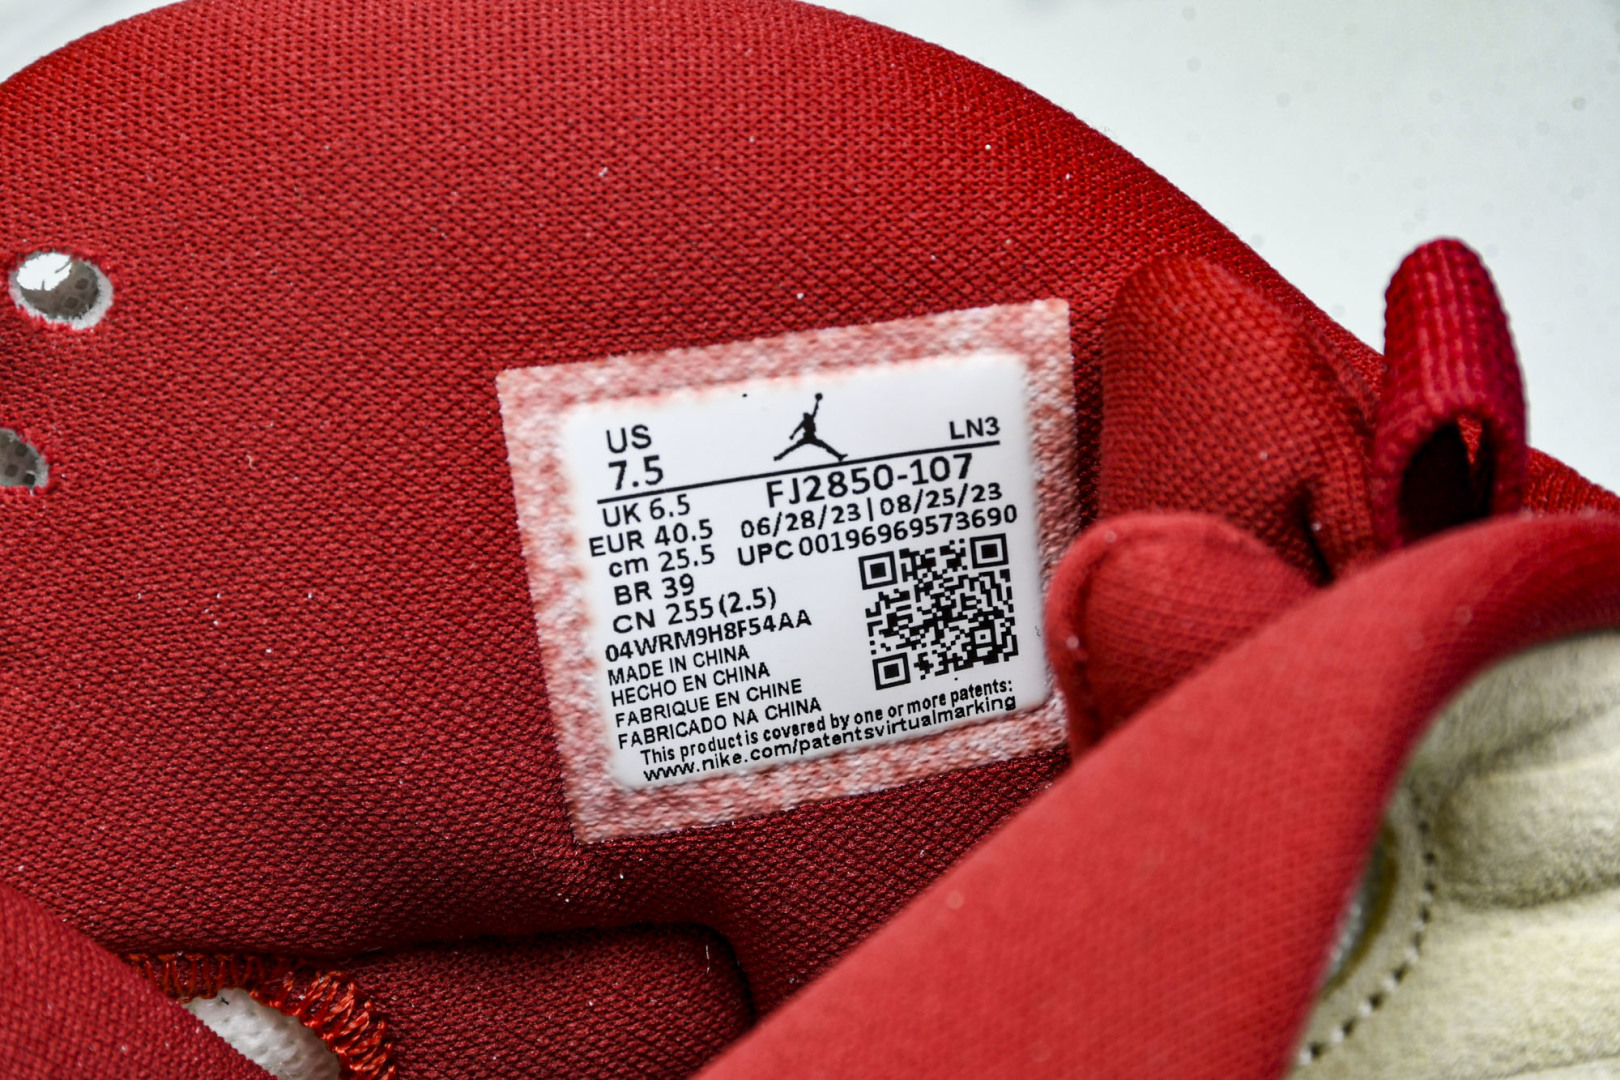 US
7.5
LN3
UK 6.5
EUR 40.5
cm 25.5
BR 39
CN 255(2.5)
FJ2850-107
06/28/23|08/25/23
UPC00196969573690
04WRM9H8F54AA
MADE IN CHINA
HECHO EN CHINA
FABRIQUE EN CHINE
FABRICADO NA CHINA
This product is covered by one or more patents:
www.nike.com/patentsvirtualmarking